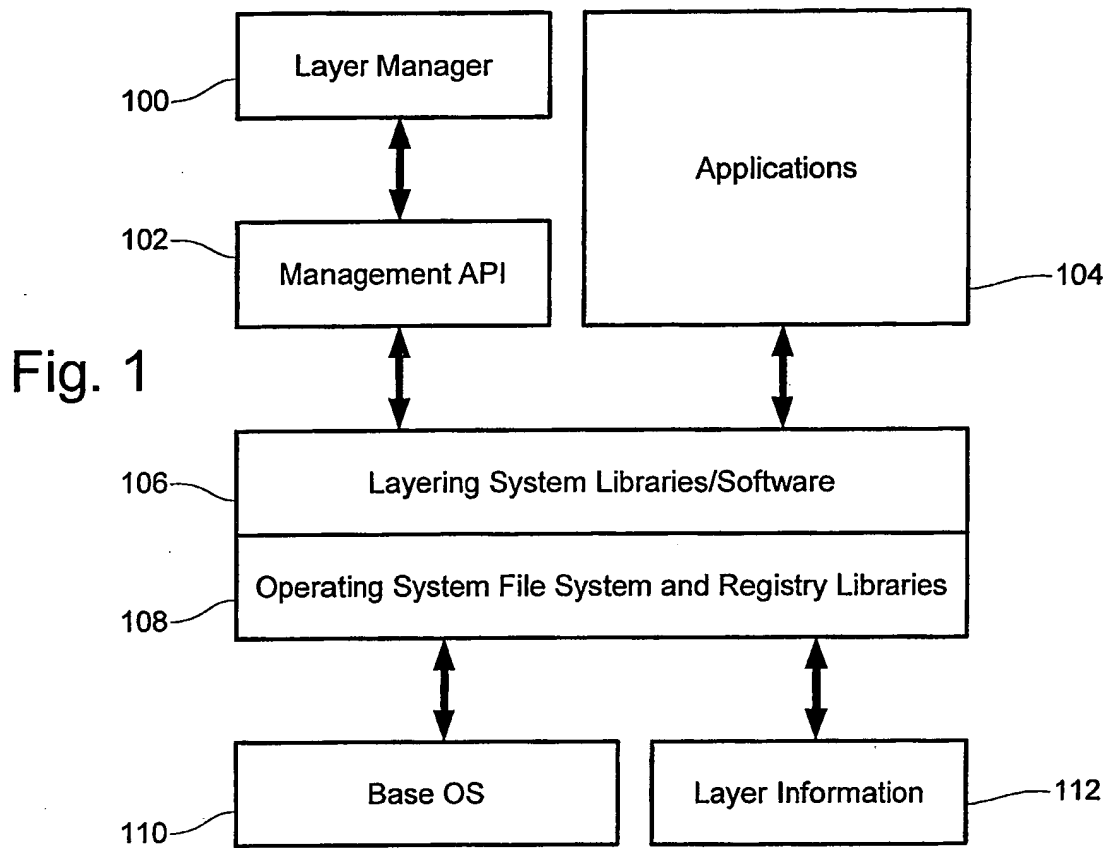 Layer Manager
100
Applications
102
Management API
104
Fig. 1
106
Layering System Libraries/Software
Operating System File System and Registry Libraries
108
Base OS
110
Layer Information
112